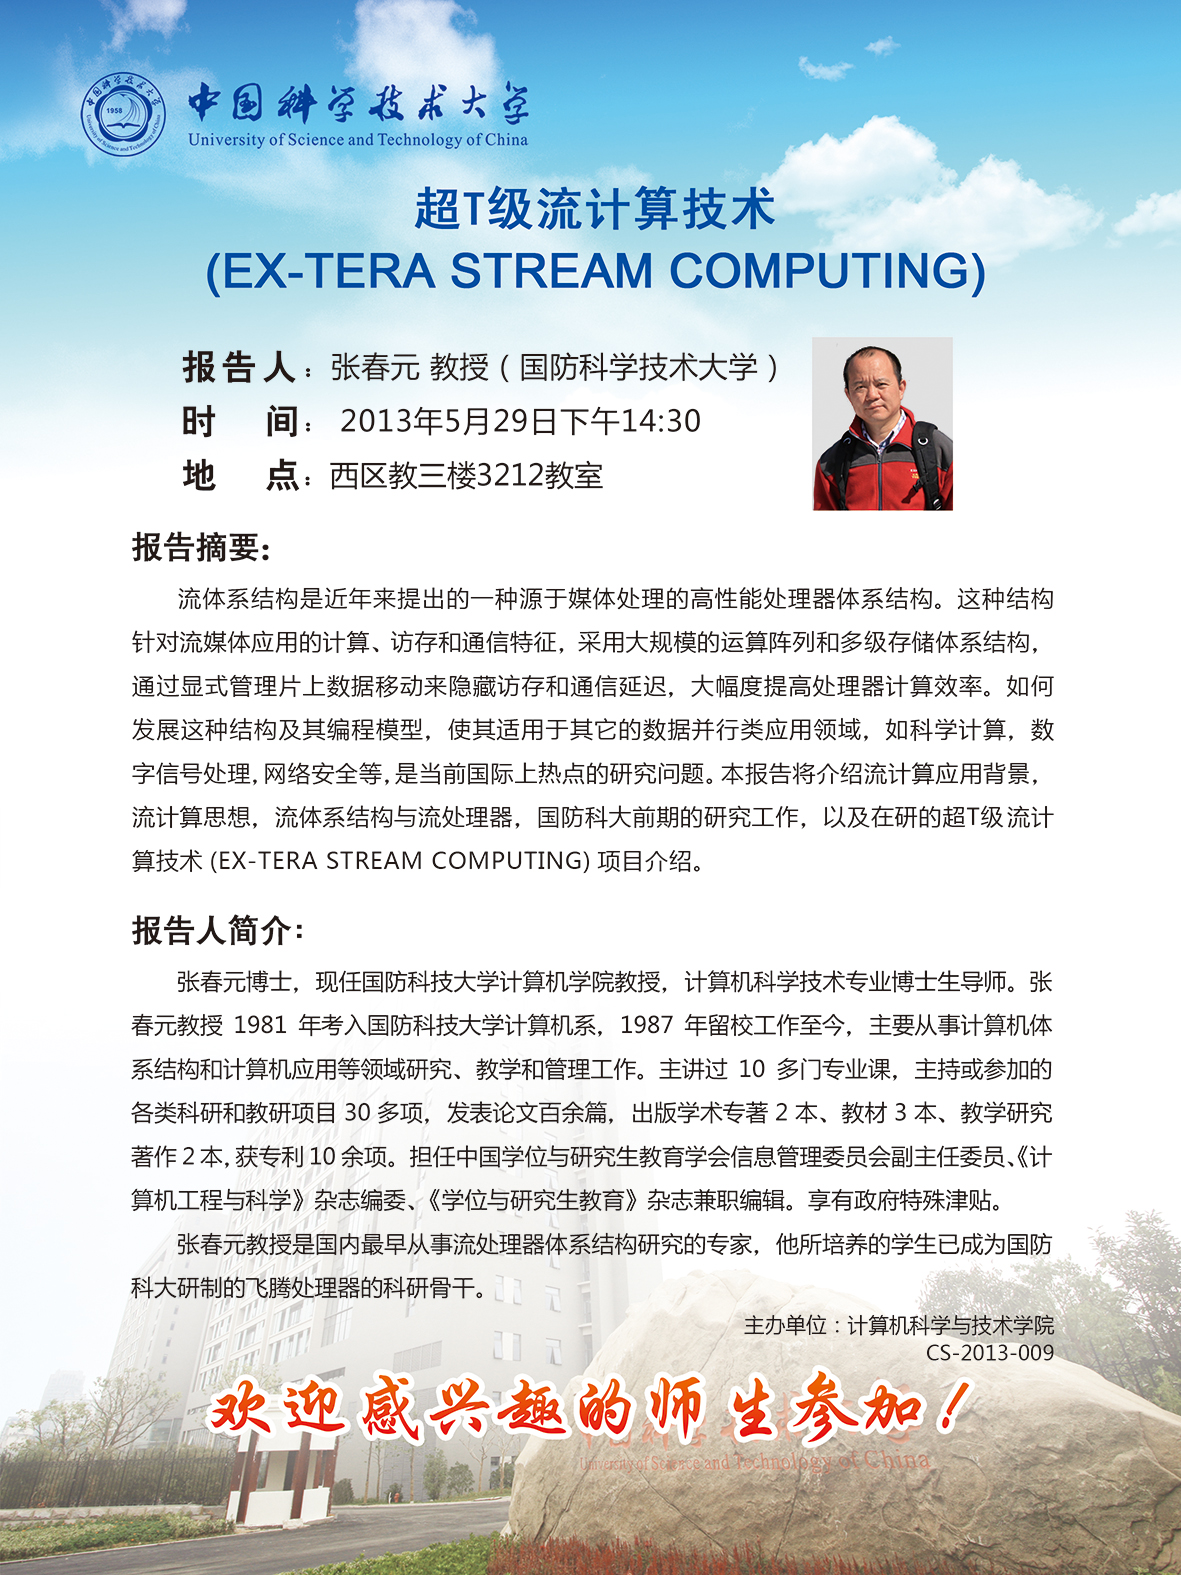 中国科学技术大学
1958
University of Science and Technology of China
超T级流计算技术
(EX-TERA STREAM COMPUTING)
报告人：张春元 教授（国防科学技术大学）
时 间： 2013年5月29日下午14:30
地 点：西区教三楼3212教室
报告摘要：
流体系结构是近年来提出的一种源于媒体处理的高性能处理器体系结构。这种结构
针对流媒体应用的计算、访存和通信特征，采用大规模的运算阵列和多级存储体系结构，
通过显式管理片上数据移动来隐藏访存和通信延迟，大幅度提高处理器计算效率。如何
发展这种结构及其编程模型，使其适用于其它的数据并行类应用领域，如科学计算，数
字信号处理，网络安全等，是当前国际上热点的研究问题。本报告将介绍流计算应用背景，
流计算思想，流体系结构与流处理器，国防科大前期的研究工作，以及在研的超T级流计
算技术 (EX-TERA STREAM COMPUTING) 项目介绍。
报告人简介：
张春元博士，现任国防科技大学计算机学院教授，计算机科学技术专业博士生导师。张
春元教授 1981 年考入国防科技大学计算机系，1987 年留校工作至今，主要从事计算机体
系结构和计算机应用等领域研究、教学和管理工作。主讲过 10 多门专业课，主持或参加的
各类科研和教研项目 30 多项，发表论文百余篇，出版学术专著 2 本、教材 3 本、教学研究
著作 2 本，获专利 10 余项。担任中国学位与研究生教育学会信息管理委员会副主任委员、《计
算机工程与科学》杂志编委、《学位与研究生教育》杂志兼职编辑。享有政府特殊津贴。
张春元教授是国内最早从事流处理器体系结构研究的专家，他所培养的学生已成为国防
科大研制的飞腾处理器的科研骨干。
主办单位：计算机科学与技术学院
CS-2013-009
欢迎感兴趣的师生参加！
University of Science and Technology of China